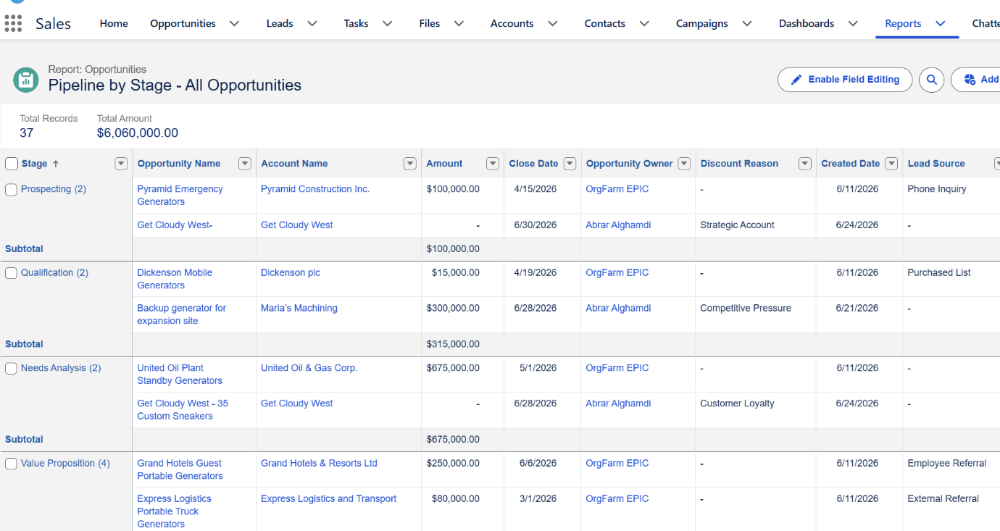 Sales Home Opportunities Leads Tasks Files Accounts Contacts Campaigns Dashboards Reports Chatte
Report: Opportunities
Pipeline by Stage - All Opportunities
Enable Field Editing Add
Total Records Total Amount
37 $6,060,000.00
Stage ↑ Opportunity Name Account Name Amount Close Date Opportunity Owner Discount Reason Created Date Lead Source
Prospecting (2) Pyramid Emergency Pyramid Construction Inc. $100,000.00 4/15/2026 OrgFarm EPIC - 6/11/2026 Phone Inquiry
Generators
Get Cloudy West- Get Cloudy West - 6/30/2026 Abrar Alghamdi Strategic Account 6/24/2026 -
Subtotal $100,000.00
Qualification (2) Dickenson Mobile Dickenson plc $15,000.00 4/19/2026 OrgFarm EPIC - 6/11/2026 Purchased List
Generators
Backup generator for Maria’s Machining $300,000.00 6/28/2026 Abrar Alghamdi Competitive Pressure 6/21/2026 -
expansion site
Subtotal $315,000.00
Needs Analysis (2) United Oil Plant United Oil & Gas Corp. $675,000.00 5/1/2026 OrgFarm EPIC - 6/11/2026 -
Standby Generators
Get Cloudy West - 35 Get Cloudy West - 6/28/2026 Abrar Alghamdi Customer Loyalty 6/24/2026 -
Custom Sneakers
Subtotal $675,000.00
Value Proposition (4) Grand Hotels Guest Grand Hotels & Resorts Ltd $250,000.00 6/6/2026 OrgFarm EPIC - 6/11/2026 Employee Referral
Portable Generators
Express Logistics Express Logistics and Transport $80,000.00 3/1/2026 OrgFarm EPIC - 6/11/2026 External Referral
Portable Truck
Generators